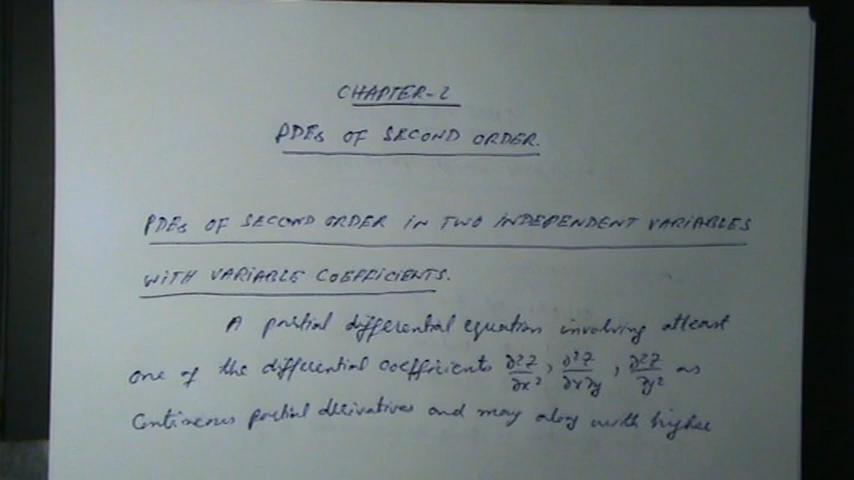 CHAPTER-2
PDEs OF SECOND ORDER.
PDEs OF SECOND ORDER IN TWO INDEPENDENT VARIABLES
WITH VARIABLE COEFFICIENTS.
A partial differential equation involving atleast
one of the differential coefficients ∂²z/∂x², ∂²z/∂x∂y, ∂²z/∂y² as
Continuous partial derivatives and may along with higher